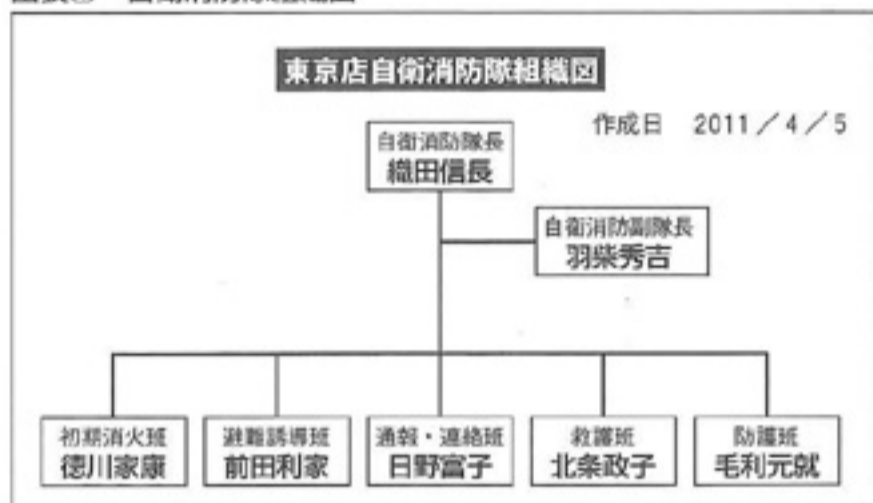 東京店自衛消防隊組織図
作成日 2011／4／5
自衛消防隊長
織田信長
自衛消防副隊長
羽柴秀吉
初期消火班
徳川家康
避難誘導班
前田利家
通報・連絡班
日野富子
救護班
北条政子
防護班
毛利元就